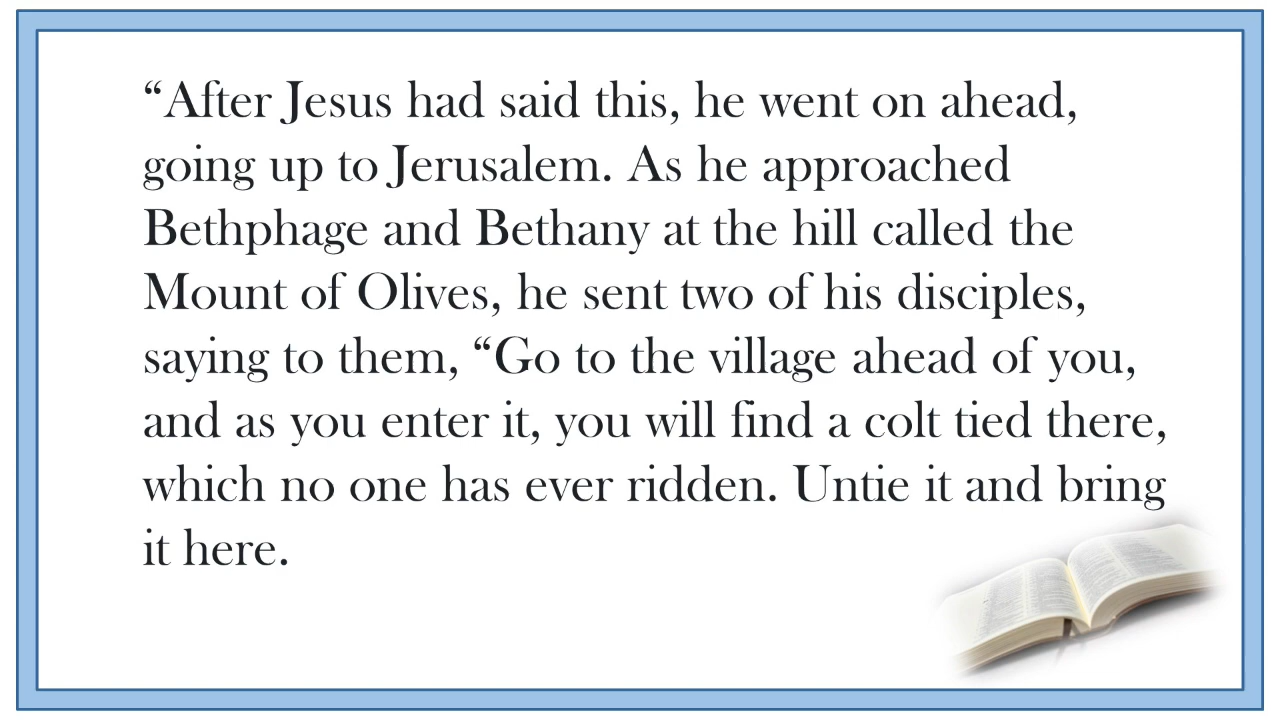 “After Jesus had said this, he went on ahead,
going up to Jerusalem. As he approached
Bethphage and Bethany at the hill called the
Mount of Olives, he sent two of his disciples,
saying to them, “Go to the village ahead of you,
and as you enter it, you will find a colt tied there,
which no one has ever ridden. Untie it and bring
it here.